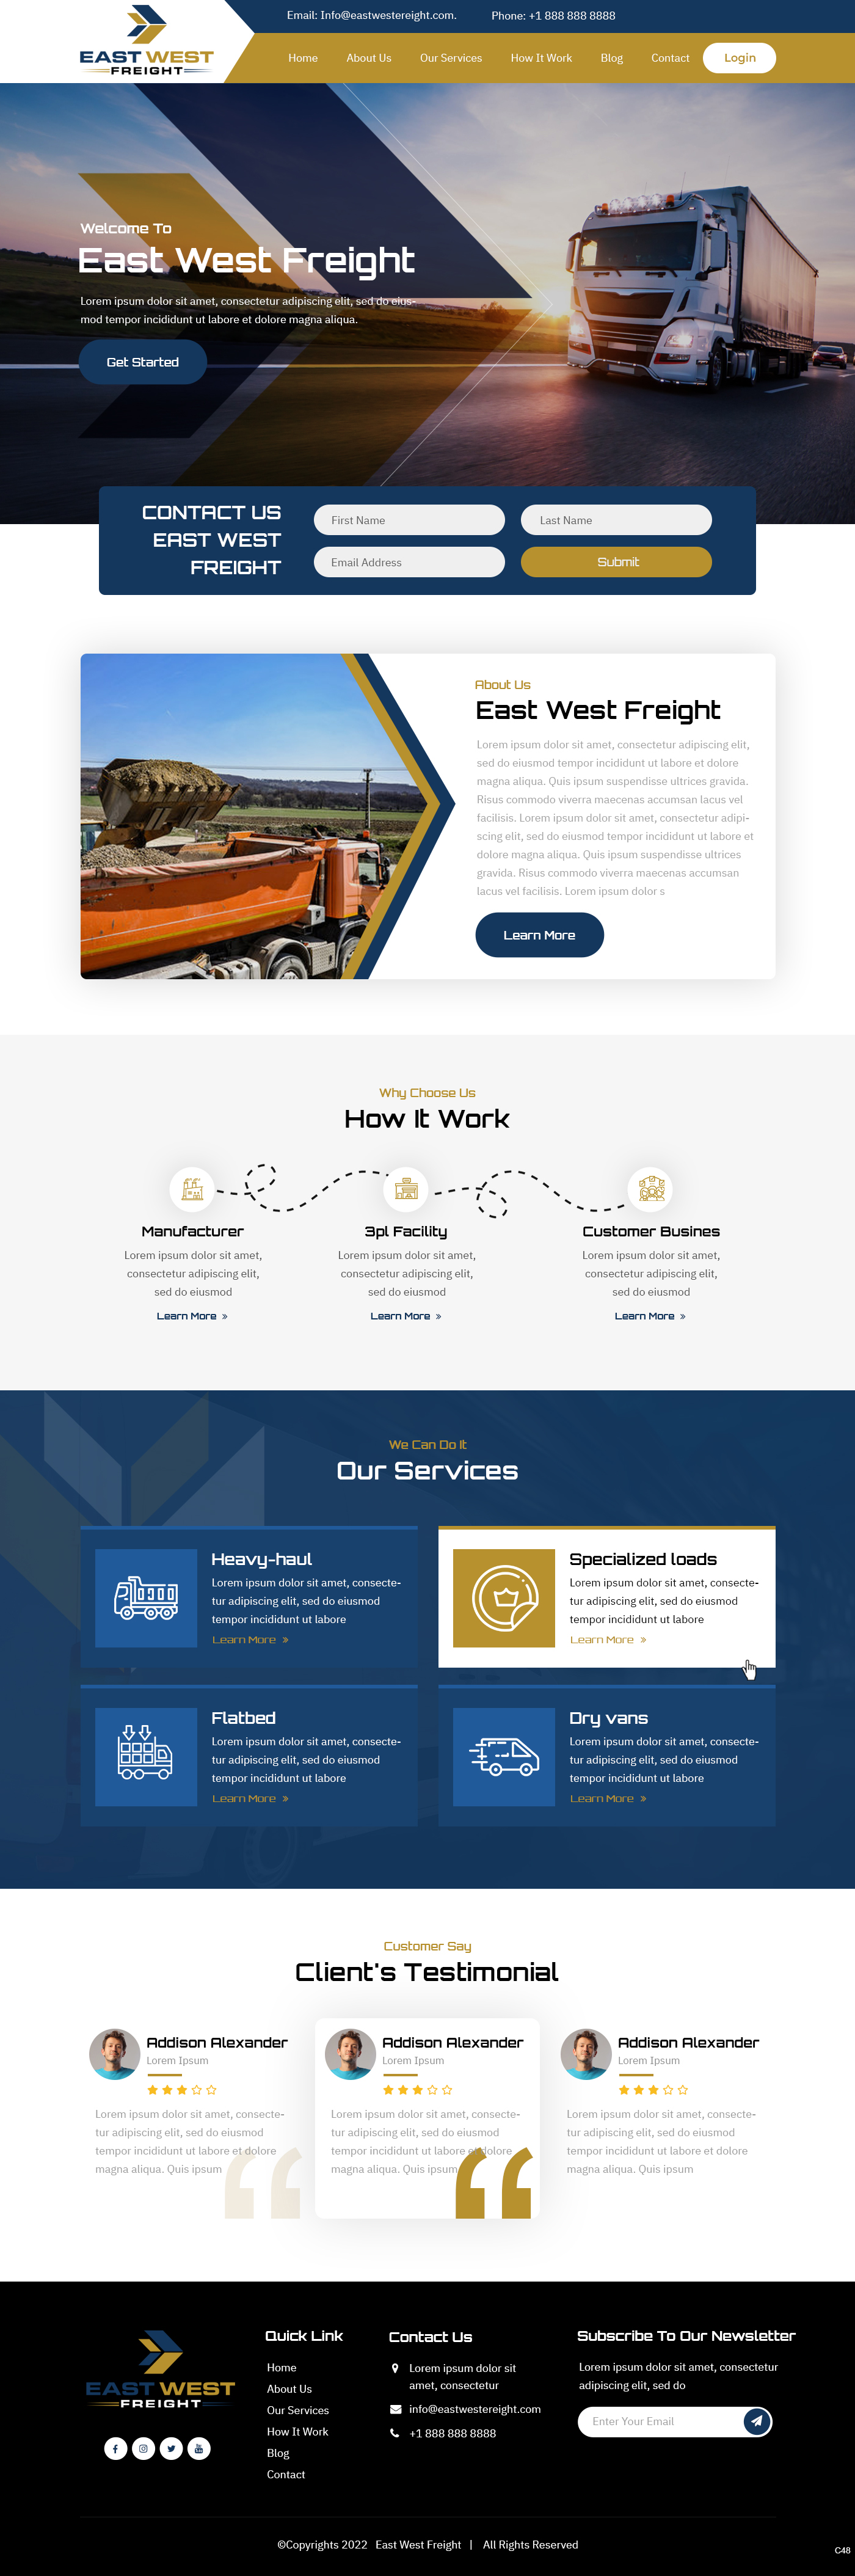 EAST WEST
FREIGHT
Email: Info@eastwestereight.com.
Phone: +1 888 888 8888
Home
About Us
Our Services
How It Work
Blog
Contact
Login
Welcome To
East West Freight
Lorem ipsum dolor sit amet, consectetur adipiscing elit, sed do eius-
mod tempor incididunt ut labore et dolore magna aliqua.
Get Started
CONTACT US
EAST WEST
FREIGHT
First Name
Last Name
Email Address
Submit
About Us
East West Freight
Lorem ipsum dolor sit amet, consectetur adipiscing elit,
sed do eiusmod tempor incididunt ut labore et dolore
magna aliqua. Quis ipsum suspendisse ultrices gravida.
Risus commodo viverra maecenas accumsan lacus vel
facilisis. Lorem ipsum dolor sit amet, consectetur adipi-
scing elit, sed do eiusmod tempor incididunt ut labore et
dolore magna aliqua. Quis ipsum suspendisse ultrices
gravida. Risus commodo viverra maecenas accumsan
lacus vel facilisis. Lorem ipsum dolor s
Learn More
Why Choose Us
How It Work
Manufacturer
Lorem ipsum dolor sit amet,
consectetur adipiscing elit,
sed do eiusmod
Learn More »
3pl Facility
Lorem ipsum dolor sit amet,
consectetur adipiscing elit,
sed do eiusmod
Learn More »
Customer Busines
Lorem ipsum dolor sit amet,
consectetur adipiscing elit,
sed do eiusmod
Learn More »
We Can Do It
Our Services
Heavy-haul
Lorem ipsum dolor sit amet, consecte-
tur adipiscing elit, sed do eiusmod
tempor incididunt ut labore
Learn More »
Specialized loads
Lorem ipsum dolor sit amet, consecte-
tur adipiscing elit, sed do eiusmod
tempor incididunt ut labore
Learn More »
Flatbed
Lorem ipsum dolor sit amet, consecte-
tur adipiscing elit, sed do eiusmod
tempor incididunt ut labore
Learn More »
Dry vans
Lorem ipsum dolor sit amet, consecte-
tur adipiscing elit, sed do eiusmod
tempor incididunt ut labore
Learn More »
Customer Say
Client's Testimonial
Addison Alexander
Lorem Ipsum
Lorem ipsum dolor sit amet, consecte-
tur adipiscing elit, sed do eiusmod
tempor incididunt ut labore et dolore
magna aliqua. Quis ipsum
Addison Alexander
Lorem Ipsum
Lorem ipsum dolor sit amet, consecte-
tur adipiscing elit, sed do eiusmod
tempor incididunt ut labore et dolore
magna aliqua. Quis ipsum
Addison Alexander
Lorem Ipsum
Lorem ipsum dolor sit amet, consecte-
tur adipiscing elit, sed do eiusmod
tempor incididunt ut labore et dolore
magna aliqua. Quis ipsum
EAST WEST
FREIGHT
Quick Link
Home
About Us
Our Services
How It Work
Blog
Contact
Contact Us
Lorem ipsum dolor sit
amet, consectetur
info@eastwestereight.com
+1 888 888 8888
Subscribe To Our Newsletter
Lorem ipsum dolor sit amet, consectetur
adipiscing elit, sed do
Enter Your Email
©Copyrights 2022 East West Freight | All Rights Reserved
C48